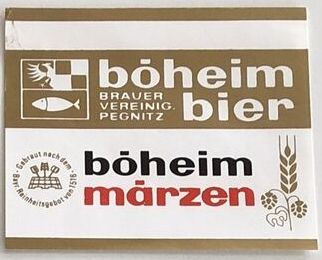 böheim
bier
BRAUER
VEREINIG.
PEGNITZ
böheim
märzen
· Gebraut nach dem · Bayr. Reinheitsgebot von 1516